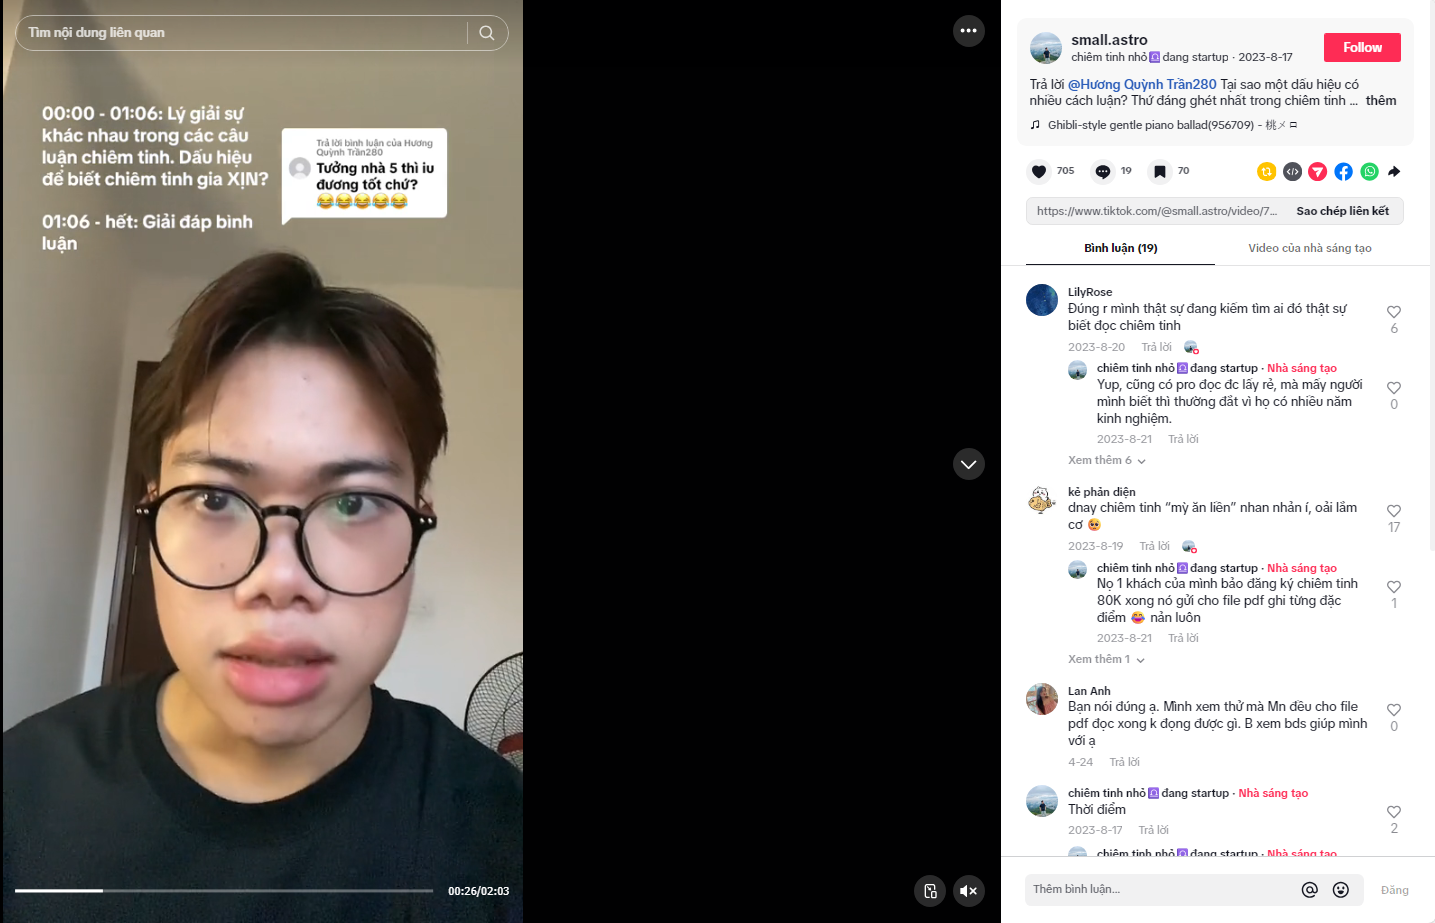 Tìm nội dung liên quan
00:00 - 01:06: Lý giải sự
khác nhau trong các câu
luận chiêm tinh. Dấu hiệu
để biết chiêm tinh gia XỊN?
01:06 - hết: Giải đáp bình
luận
Trả lời bình luận của Hương
Quỳnh Trần280
Tưởng nhà 5 thì iu
đương tốt chứ?
😂😂😂😂😂
00:26/02:03
small.astro
chiêm tinh nhỏ♎đang startup · 2023-8-17
Follow
Trả lời @Hương Quỳnh Trần280 Tại sao một dấu hiệu có
nhiều cách luận? Thứ đáng ghét nhất trong chiêm tinh ... thêm
Ghibli-style gentle piano ballad(956709) - 桃メロ
705
19
70
https://www.tiktok.com/@small.astro/video/7...
Sao chép liên kết
Bình luận (19)
Video của nhà sáng tạo
LilyRose
Đúng r mình thật sự đang kiếm tìm ai đó thật sự
biết đọc chiêm tinh
6
2023-8-20 Trả lời
chiêm tinh nhỏ♎đang startup · Nhà sáng tạo
Yup, cũng có pro đọc đc lấy rẻ, mà mấy người
mình biết thì thường đắt vì họ có nhiều năm
kinh nghiệm.
0
2023-8-21 Trả lời
Xem thêm 6
kẻ phản diện
dnay chiêm tinh “mỳ ăn liền” nhan nhản í, oải lắm
cơ 🥺
17
2023-8-19 Trả lời
chiêm tinh nhỏ♎đang startup · Nhà sáng tạo
Nọ 1 khách của mình bảo đăng ký chiêm tinh
80K xong nó gửi cho file pdf ghi từng đặc
điểm 😂 nản luôn
1
2023-8-21 Trả lời
Xem thêm 1
Lan Anh
Bạn nói đúng ạ. Mình xem thử mà Mn đều cho file
pdf đọc xong k đọng được gì. B xem bds giúp mình
với ạ
0
4-24 Trả lời
chiêm tinh nhỏ♎đang startup · Nhà sáng tạo
Thời điểm
2
2023-8-17 Trả lời
chiêm tinh nhỏ♎đang startup · Nhà sáng tạo
Thêm bình luận...
Đăng